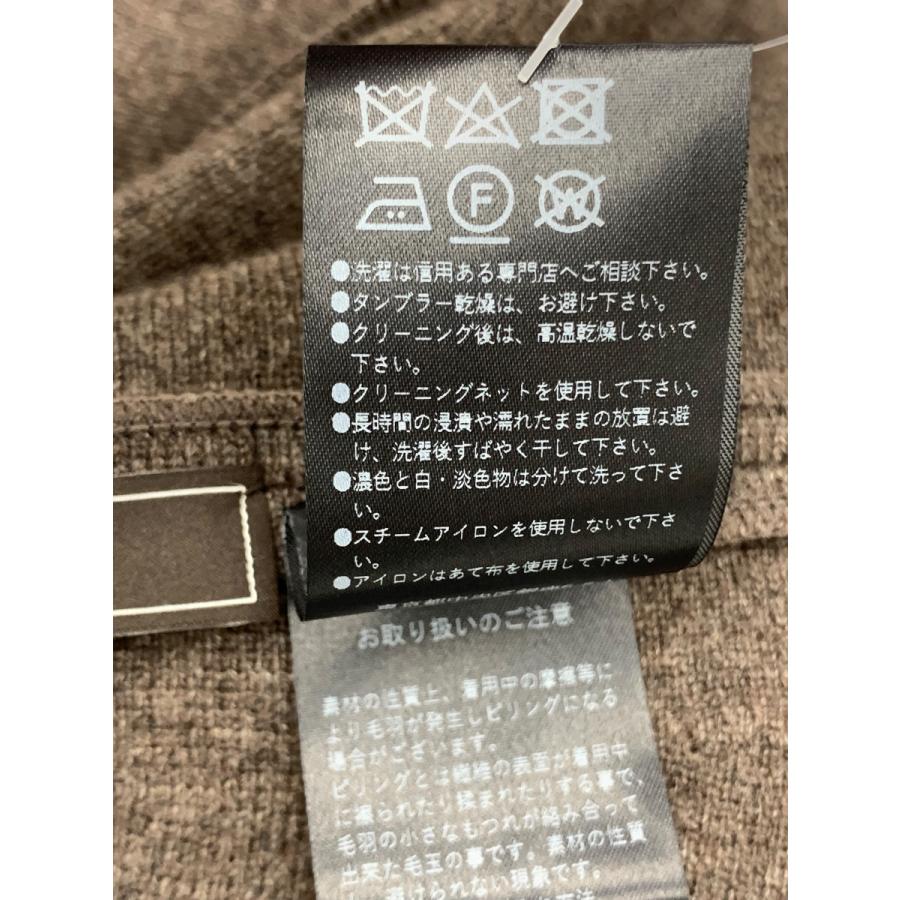 F W
●洗濯は信用ある専門店へご相談下さい。
●タンブラー乾燥は、お避け下さい。
●クリーニング後は、高温乾燥しないで
下さい。
●クリーニングネットを使用して下さい。
●長時間の浸漬や濡れたままの放置は避
け、洗濯後すばやく干して下さい。
●濃色と白・淡色物は分けて洗って下さ
い。
●スチームアイロンを使用しないで下さ
い。
●アイロンはあて布を使用して下さい。
お取り扱いのご注意
素材の性質上、着用中の摩擦等に
より毛羽が発生しピリングになる
場合がございます。
ピリングとは繊維の表面が着用中
に擦られたり揉まれたりする事で、
毛羽の小さなもつれが絡み合って
出来た毛玉の事です。素材の性質
避けられない現象です。